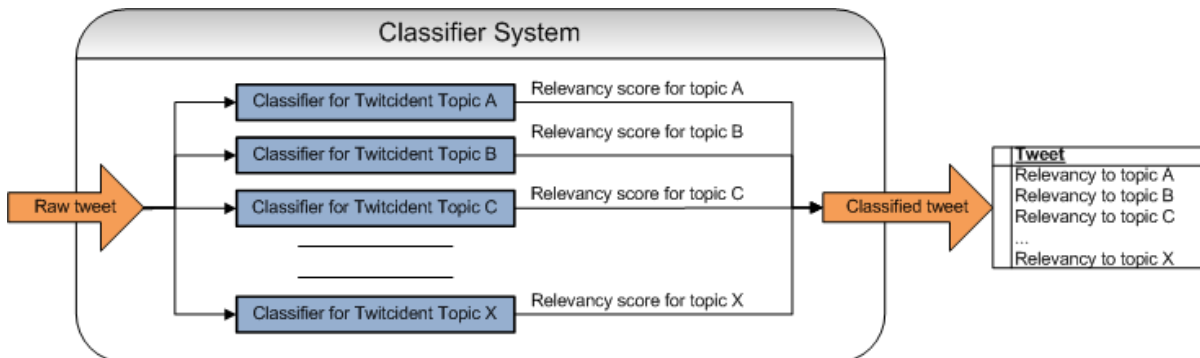 Classifier System
Raw tweet
Classifier for Twitcident Topic A
Relevancy score for topic A
Classifier for Twitcident Topic B
Relevancy score for topic B
Classifier for Twitcident Topic C
Relevancy score for topic C
Classifier for Twitcident Topic X
Relevancy score for topic X
Classified tweet
Tweet
Relevancy to topic A
Relevancy to topic B
Relevancy to topic C
...
Relevancy to topic X